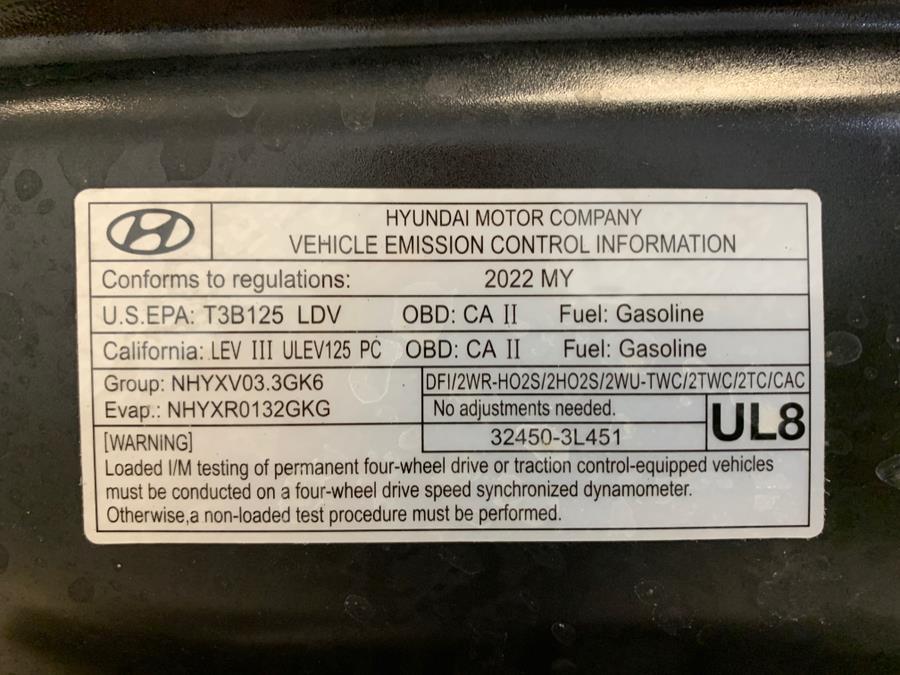 HYUNDAI MOTOR COMPANY
VEHICLE EMISSION CONTROL INFORMATION
Conforms to regulations: 2022 MY
U.S.EPA: T3B125 LDV OBD: CA II Fuel: Gasoline
California: LEV III ULEV125 PC OBD: CA II Fuel: Gasoline
Group: NHYXV03.3GK6
Evap.: NHYXR0132GKG
DFI/2WR-HO2S/2HO2S/2WU-TWC/2TWC/2TC/CAC
No adjustments needed.
32450-3L451
UL8
[WARNING]
Loaded I/M testing of permanent four-wheel drive or traction control-equipped vehicles
must be conducted on a four-wheel drive speed synchronized dynamometer.
Otherwise,a non-loaded test procedure must be performed.